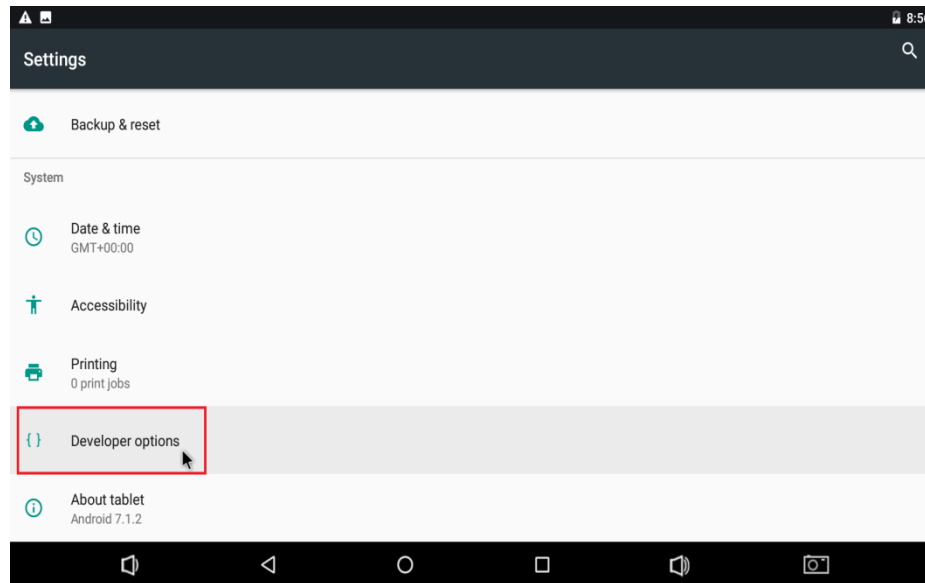 8:50
Settings
Backup & reset
System
Date & time
GMT+00:00
Accessibility
Printing
0 print jobs
{ } Developer options
About tablet
Android 7.1.2